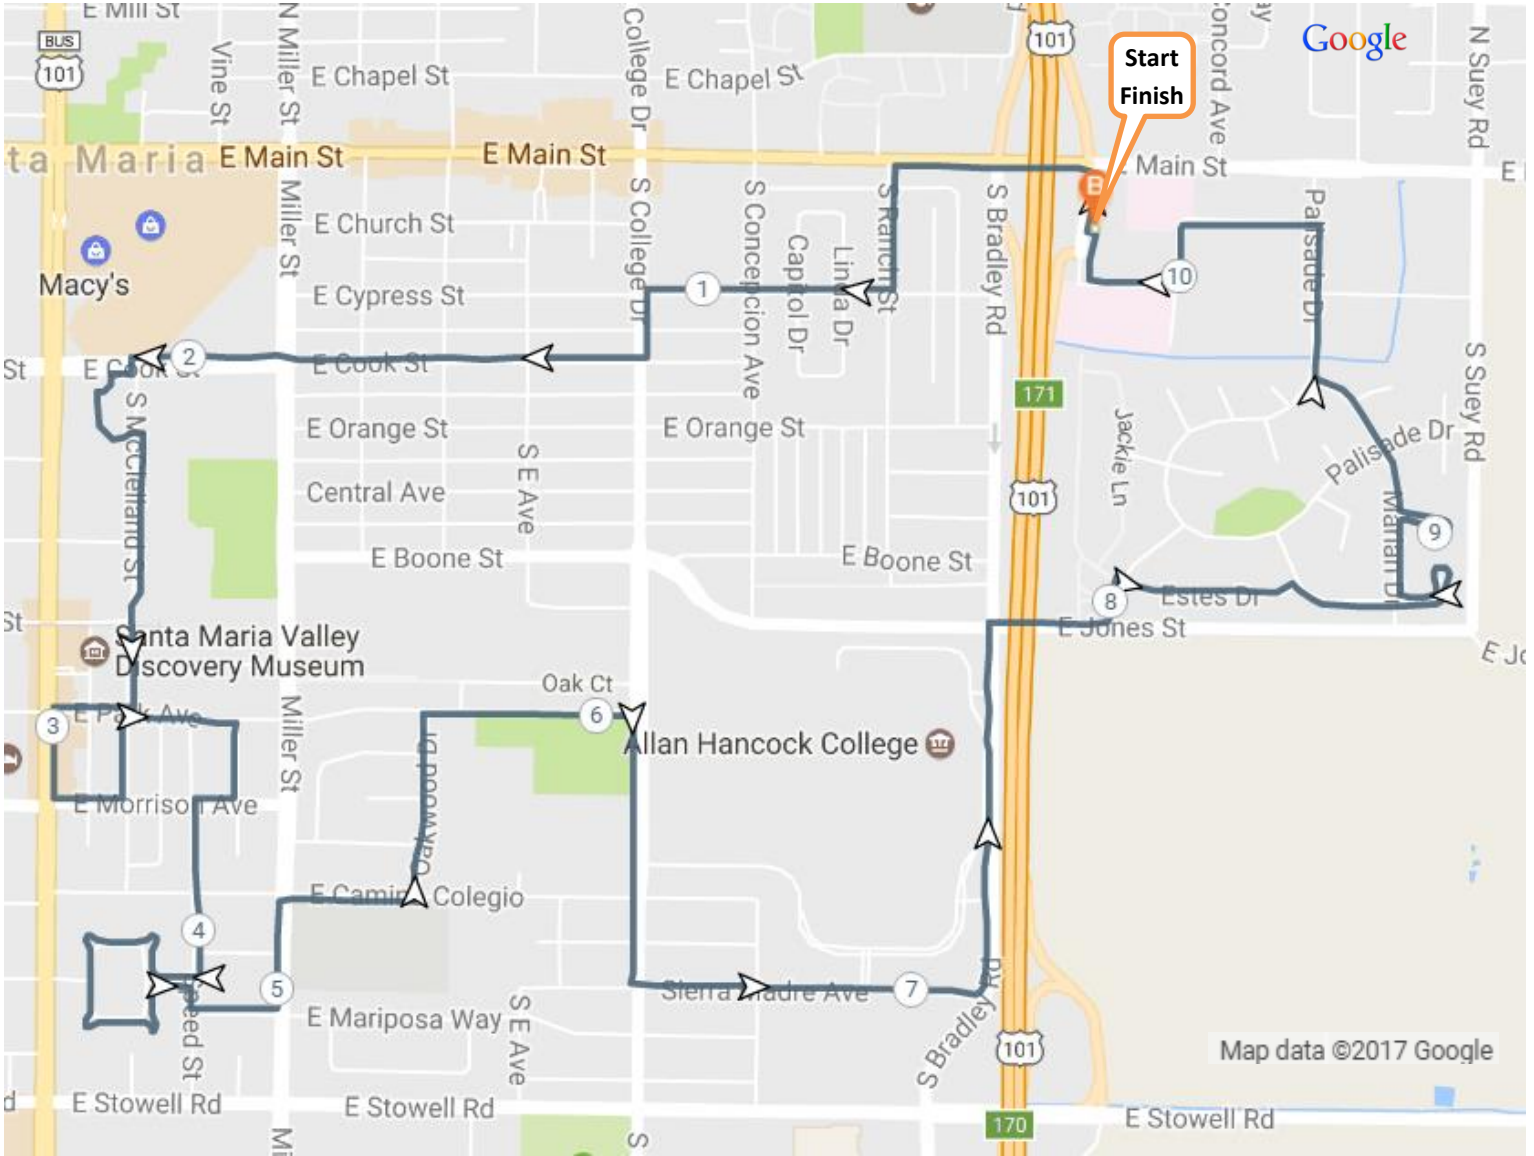 E Mill St
BUS
101
Vine St
N Miller St
E Chapel St
College Dr
E Chapel St
101
Start
Finish
oncord Ave
ay
Google
N Suey Rd
ta Maria
E Main St
E Main St
E Main St
B
E
Miller St
E Church St
S College Dr
S Concepcion Ave
Capitol Dr
Linda Dr
S Ranch St
S Bradley Rd
Palisade Dr
Macy's
E Cypress St
1
10
St
E Cook St
2
E Cook St
S McClelland St
171
S Suey Rd
E Orange St
E Orange St
Jackie Ln
Palisade Dr
Central Ave
S E Ave
101
Marian Dr
9
E Boone St
E Boone St
8
Estes Dr
St
E Jones St
E Jo
Santa Maria Valley
Discovery Museum
Oak Ct
3
E Park Ave
Miller St
6
Allan Hancock College
Oakwood Dr
E Morrison Ave
E Camino Colegio
4
5
Sierra Madre Ave
7
E Mariposa Way
S E Ave
S Bradley Rd
eed St
101
Map data ©2017 Google
d
E Stowell Rd
E Stowell Rd
170
E Stowell Rd
Mi
S